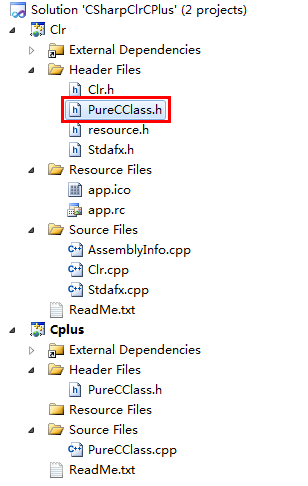 Solution 'CSharpClrCPlus' (2 projects)
Clr
External Dependencies
Header Files
Clr.h
PureCClass.h
resource.h
Stdafx.h
Resource Files
app.ico
app.rc
Source Files
AssemblyInfo.cpp
Clr.cpp
Stdafx.cpp
ReadMe.txt
Cplus
External Dependencies
Header Files
PureCClass.h
Resource Files
Source Files
PureCClass.cpp
ReadMe.txt